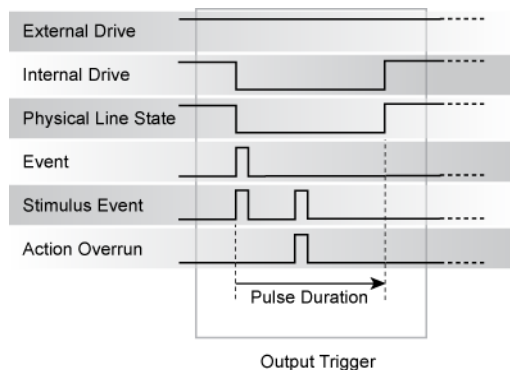 External Drive
Internal Drive
Physical Line State
Event
Stimulus Event
Action Overrun
Pulse Duration
Output Trigger